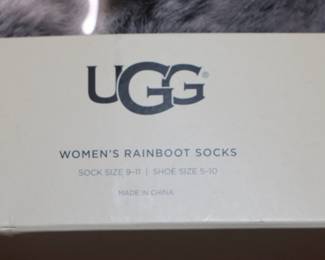 UGG®
WOMEN'S RAINBOOT SOCKS
SOCK SIZE 9-11 | SHOE SIZE 5-10
MADE IN CHINA